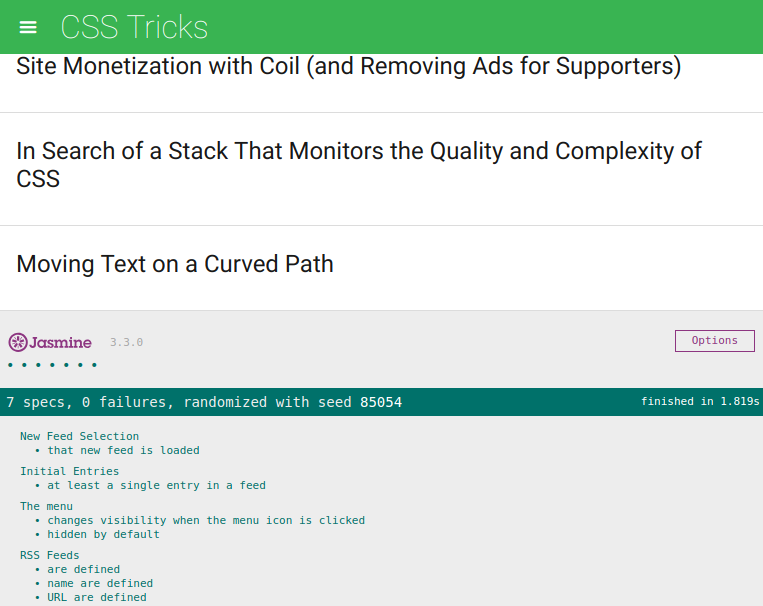 CSS Tricks
Site Monetization with Coil (and Removing Ads for Supporters)
In Search of a Stack That Monitors the Quality and Complexity of
CSS
Moving Text on a Curved Path
Jasmine 3.3.0 Options
• • • • • • •
7 specs, 0 failures, randomized with seed 85054 finished in 1.819s
New Feed Selection
• that new feed is loaded
Initial Entries
• at least a single entry in a feed
The menu
• changes visibility when the menu icon is clicked
• hidden by default
RSS Feeds
• are defined
• name are defined
• URL are defined